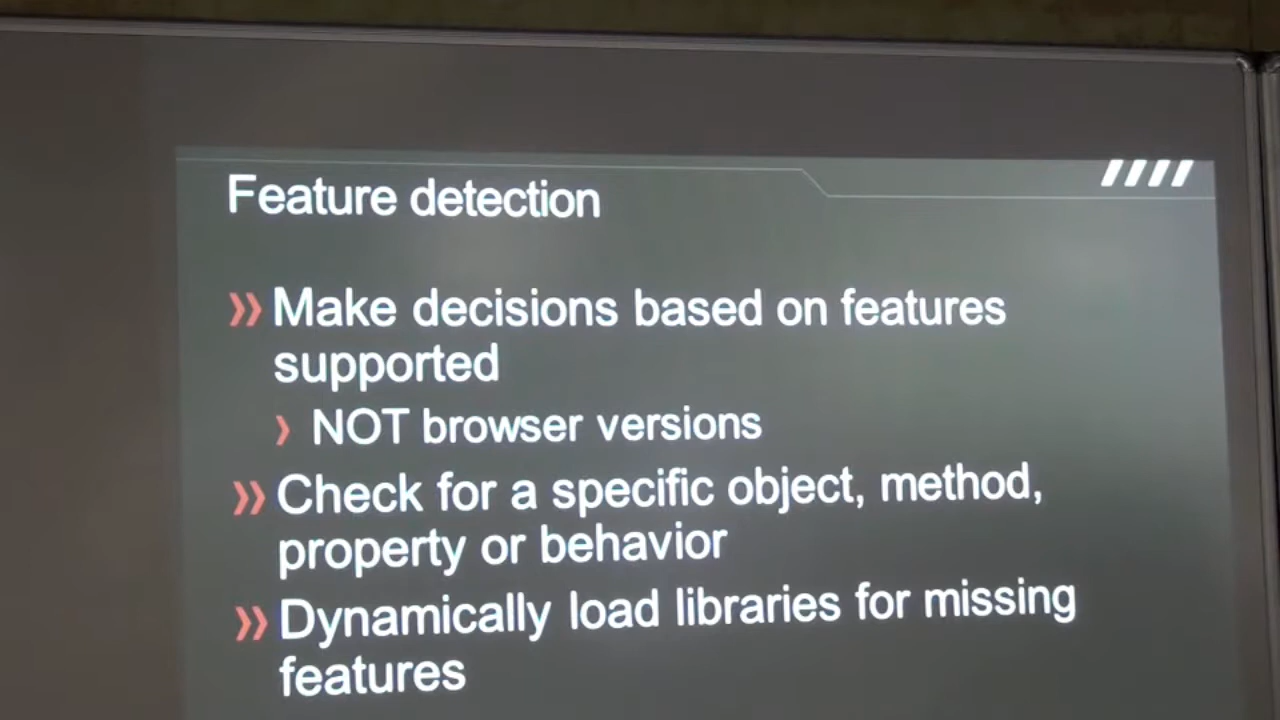 Feature detection
» Make decisions based on features
supported
› NOT browser versions
» Check for a specific object, method,
property or behavior
» Dynamically load libraries for missing
features